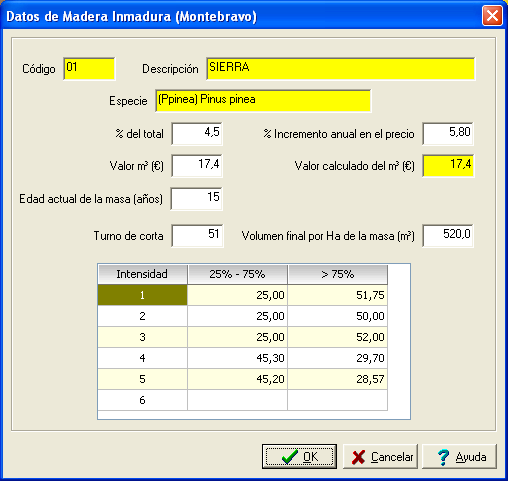 Datos de Madera Inmadura (Montebravo)
Código 01 Descripción SIERRA
Especie (Ppinea) Pinus pinea
% del total 4,5 % Incremento anual en el precio 5,80
Valor m³ (€) 17,4 Valor calculado del m³ (€) 17,4
Edad actual de la masa (años) 15
Turno de corta 51 Volumen final por Ha de la masa (m³) 520,0
Intensidad 25% - 75% > 75%
1 25,00 51,75
2 25,00 50,00
3 25,00 52,00
4 45,30 29,70
5 45,20 28,57
6
OK Cancelar ? Ayuda